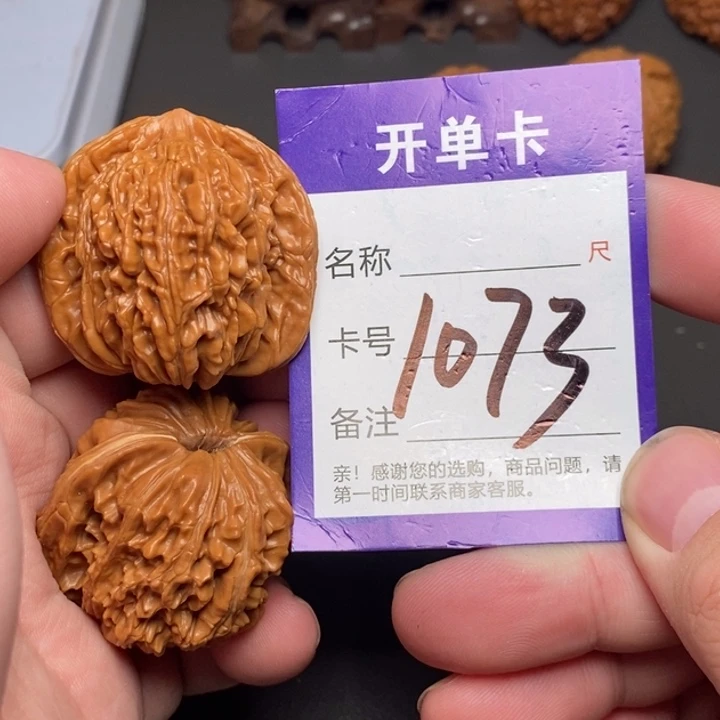 开单卡
名称 尺
卡号 1073
备注
亲！感谢您的选购，商品问题，请
第一时间联系商家客服。